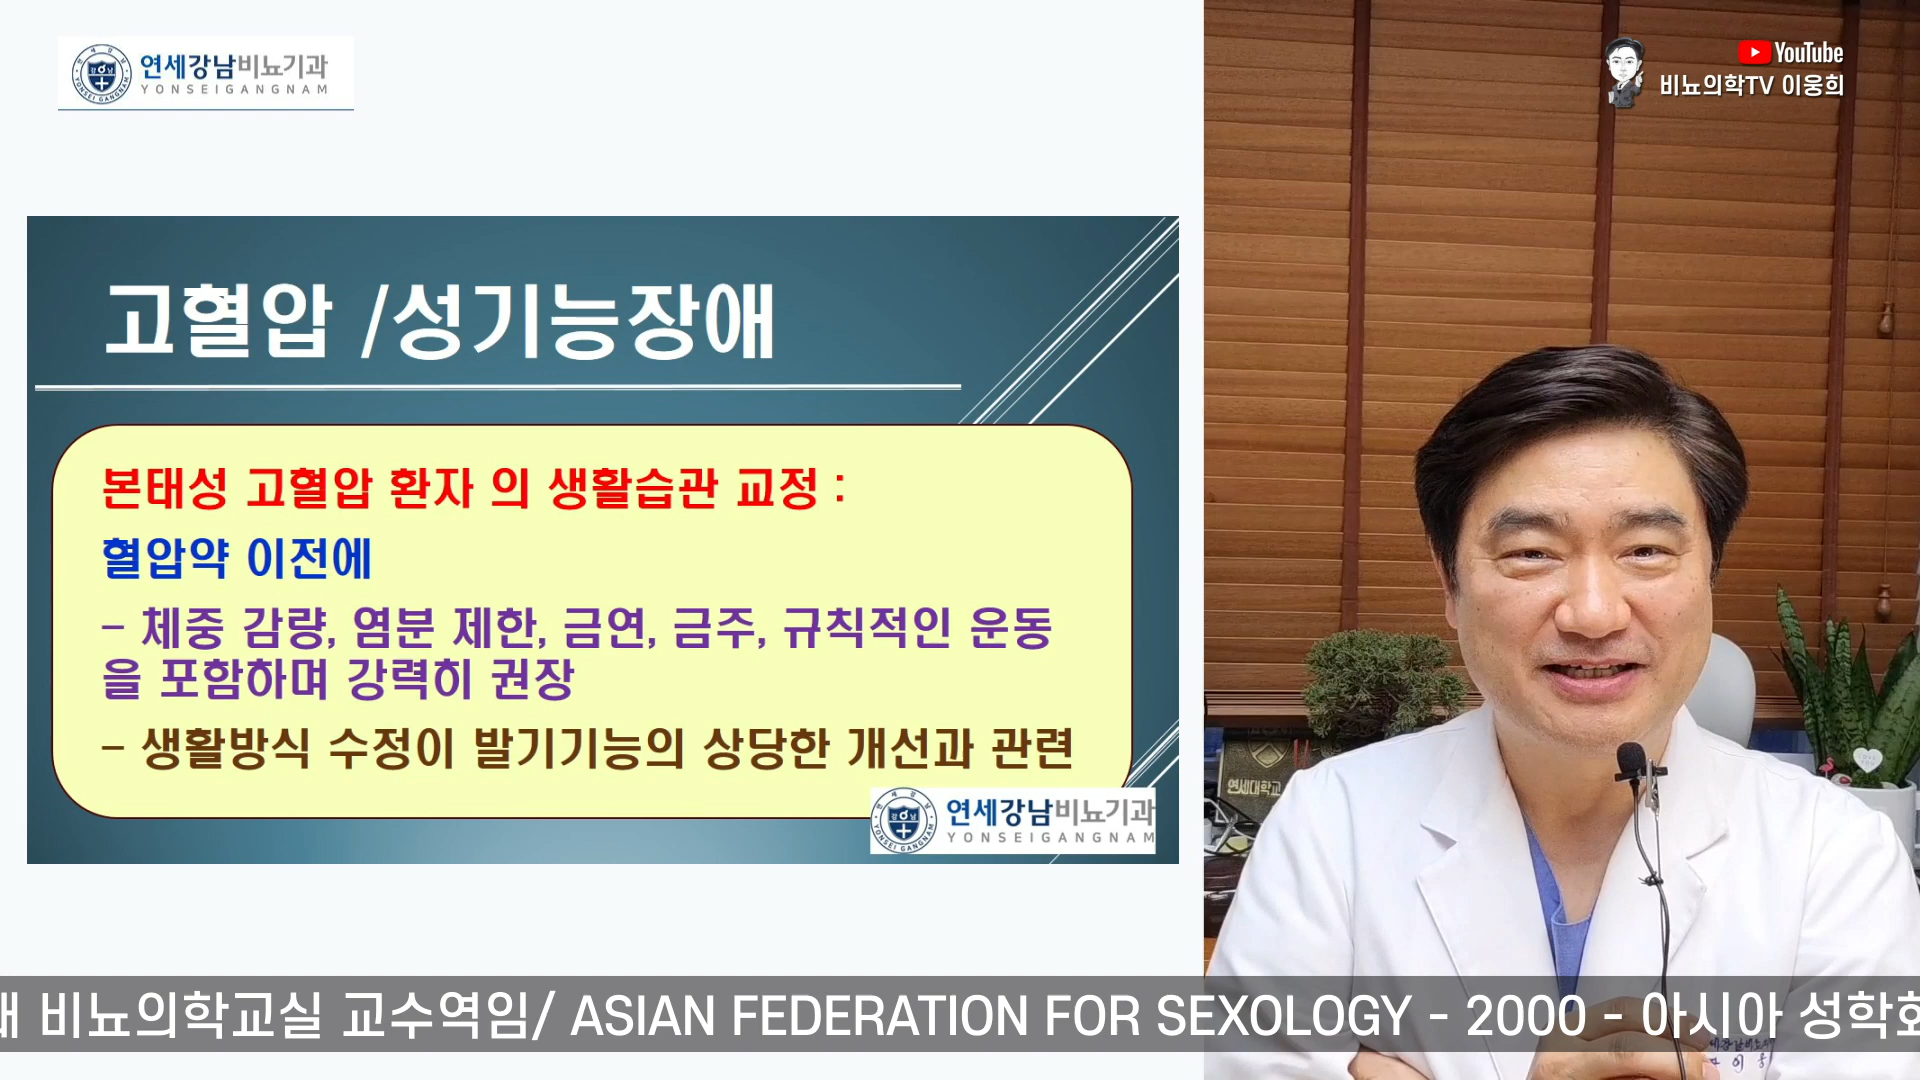 연세강남비뇨기과
YONSEIGANGNAM
YouTube
비뇨의학TV 이웅희
고혈압 /성기능장애
본태성 고혈압 환자 의 생활습관 교정 :
혈압약 이전에
- 체중 감량, 염분 제한, 금연, 금주, 규칙적인 운동
을 포함하며 강력히 권장
- 생활방식 수정이 발기기능의 상당한 개선과 관련
연세강남비뇨기과
YONSEIGANGNAM
연세대학교
비뇨의학교실 교수역임/ ASIAN FEDERATION FOR SEXOLOGY - 2000 - 아시아 성학회